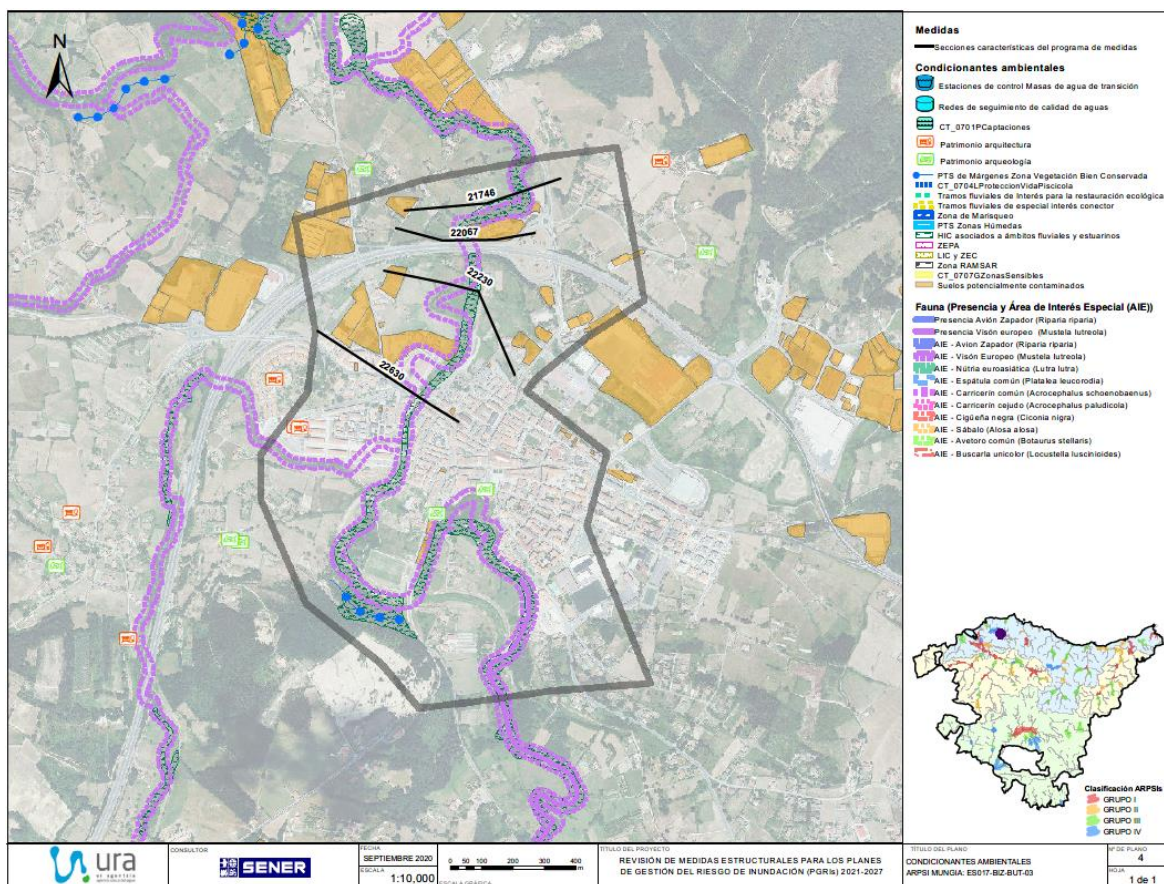 N
21746
22067
22230
22630
Medidas
Secciones características del programa de medidas
Condicionantes ambientales
Estaciones de control Masas de agua de transición
Redes de seguimiento de calidad de aguas
CT_0701PCaptaciones
Patrimonio arquitectura
Patrimonio arqueología
PTS de Márgenes Zona Vegetación Bien Conservada
CT_0704LProteccionVidaPiscicola
Tramos fluviales de Interés para la restauración ecológica
Tramos fluviales de especial interés conector
Zona de Marisqueo
PTS Zonas Húmedas
HIC asociados a ámbitos fluviales y estuarinos
ZEPA
LIC y ZEC
Zona RAMSAR
CT_0707GZonasSensibles
Suelos potencialmente contaminados
Fauna (Presencia y Área de Interés Especial (AIE))
Presencia Avión Zapador (Riparia riparia)
Presencia Visón europeo (Mustela lutreola)
AIE - Avion Zapador (Riparia riparia)
AIE - Visón Europeo (Mustela lutreola)
AIE - Nútria euroasiática (Lutra lutra)
AIE - Espátula común (Platalea leucorodia)
AIE - Carricerín común (Acrocephalus schoenobaenus)
AIE - Carricerín cejudo (Acrocephalus paludicola)
AIE - Cigüeña negra (Ciconia nigra)
AIE - Sábalo (Alosa alosa)
AIE - Avetoro común (Botaurus stellaris)
AIE - Buscarla unicolor (Locustella luscinioides)
Clasificación ARPSIs
GRUPO I
GRUPO II
GRUPO III
GRUPO IV
ura
CONSULTOR
SENER
FECHA
SEPTIEMBRE 2020
ESCALA
1:10,000
0 50 100 200 300 400
m
ESCALA GRÁFICA
TÍTULO DEL PROYECTO
REVISIÓN DE MEDIDAS ESTRUCTURALES PARA LOS PLANES
DE GESTIÓN DEL RIESGO DE INUNDACIÓN (PGRIs) 2021-2027
TÍTULO DEL PLANO
CONDICIONANTES AMBIENTALES
ARPSI MUNGIA: ES017-BIZ-BUT-03
Nº DE PLANO
4
HOJA
1 de 1